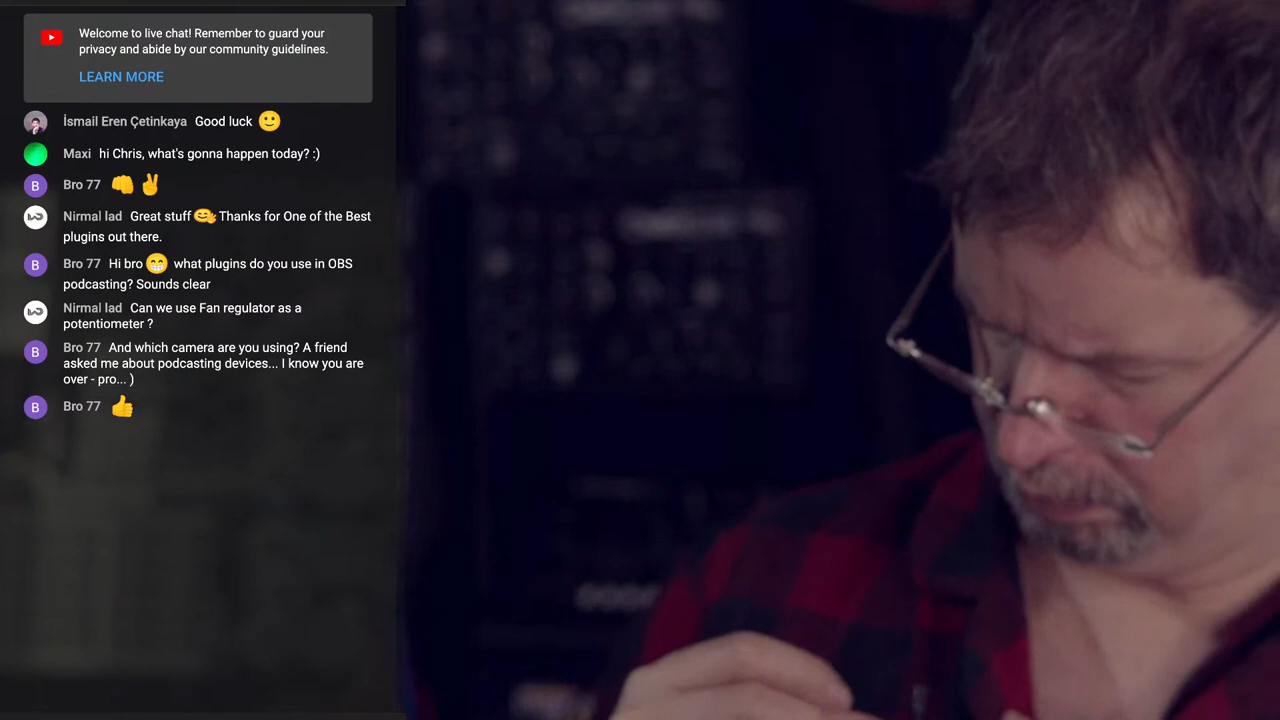 Welcome to live chat! Remember to guard your
privacy and abide by our community guidelines.
LEARN MORE
İsmail Eren Çetinkaya Good luck 🙂
Maxi hi Chris, what's gonna happen today? :)
B Bro 77 👊 ✌️
Nirmal lad Great stuff Thanks for One of the Best
plugins out there.
B Bro 77 Hi bro 😁 what plugins do you use in OBS
podcasting? Sounds clear
Nirmal lad Can we use Fan regulator as a
potentiometer ?
B Bro 77 And which camera are you using? A friend
asked me about podcasting devices... I know you are
over - pro... )
B Bro 77 👍